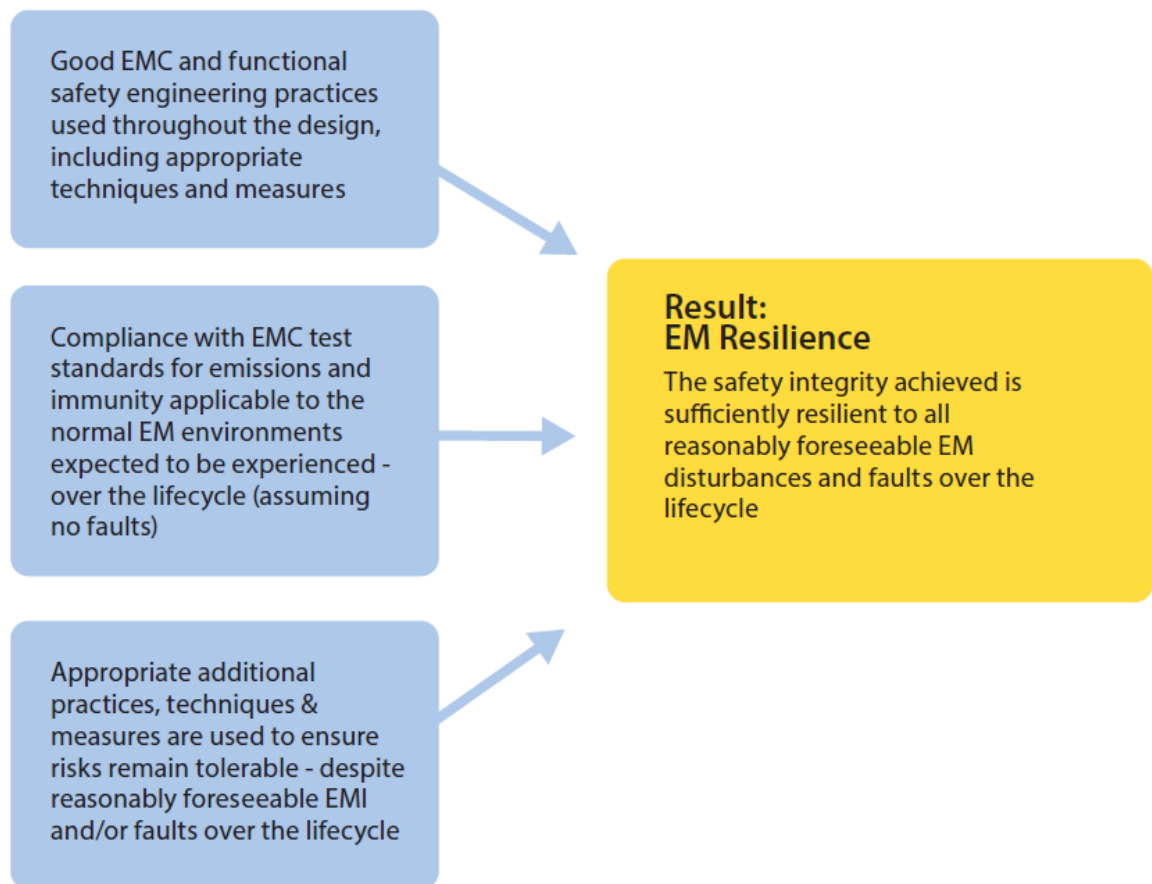 Good EMC and functional
safety engineering practices
used throughout the design,
including appropriate
techniques and measures
Compliance with EMC test
standards for emissions and
immunity applicable to the
normal EM environments
expected to be experienced -
over the lifecycle (assuming
no faults)
Appropriate additional
practices, techniques &
measures are used to ensure
risks remain tolerable - despite
reasonably foreseeable EMI
and/or faults over the lifecycle
Result:
EM Resilience
The safety integrity achieved is
sufficiently resilient to all
reasonably foreseeable EM
disturbances and faults over the
lifecycle